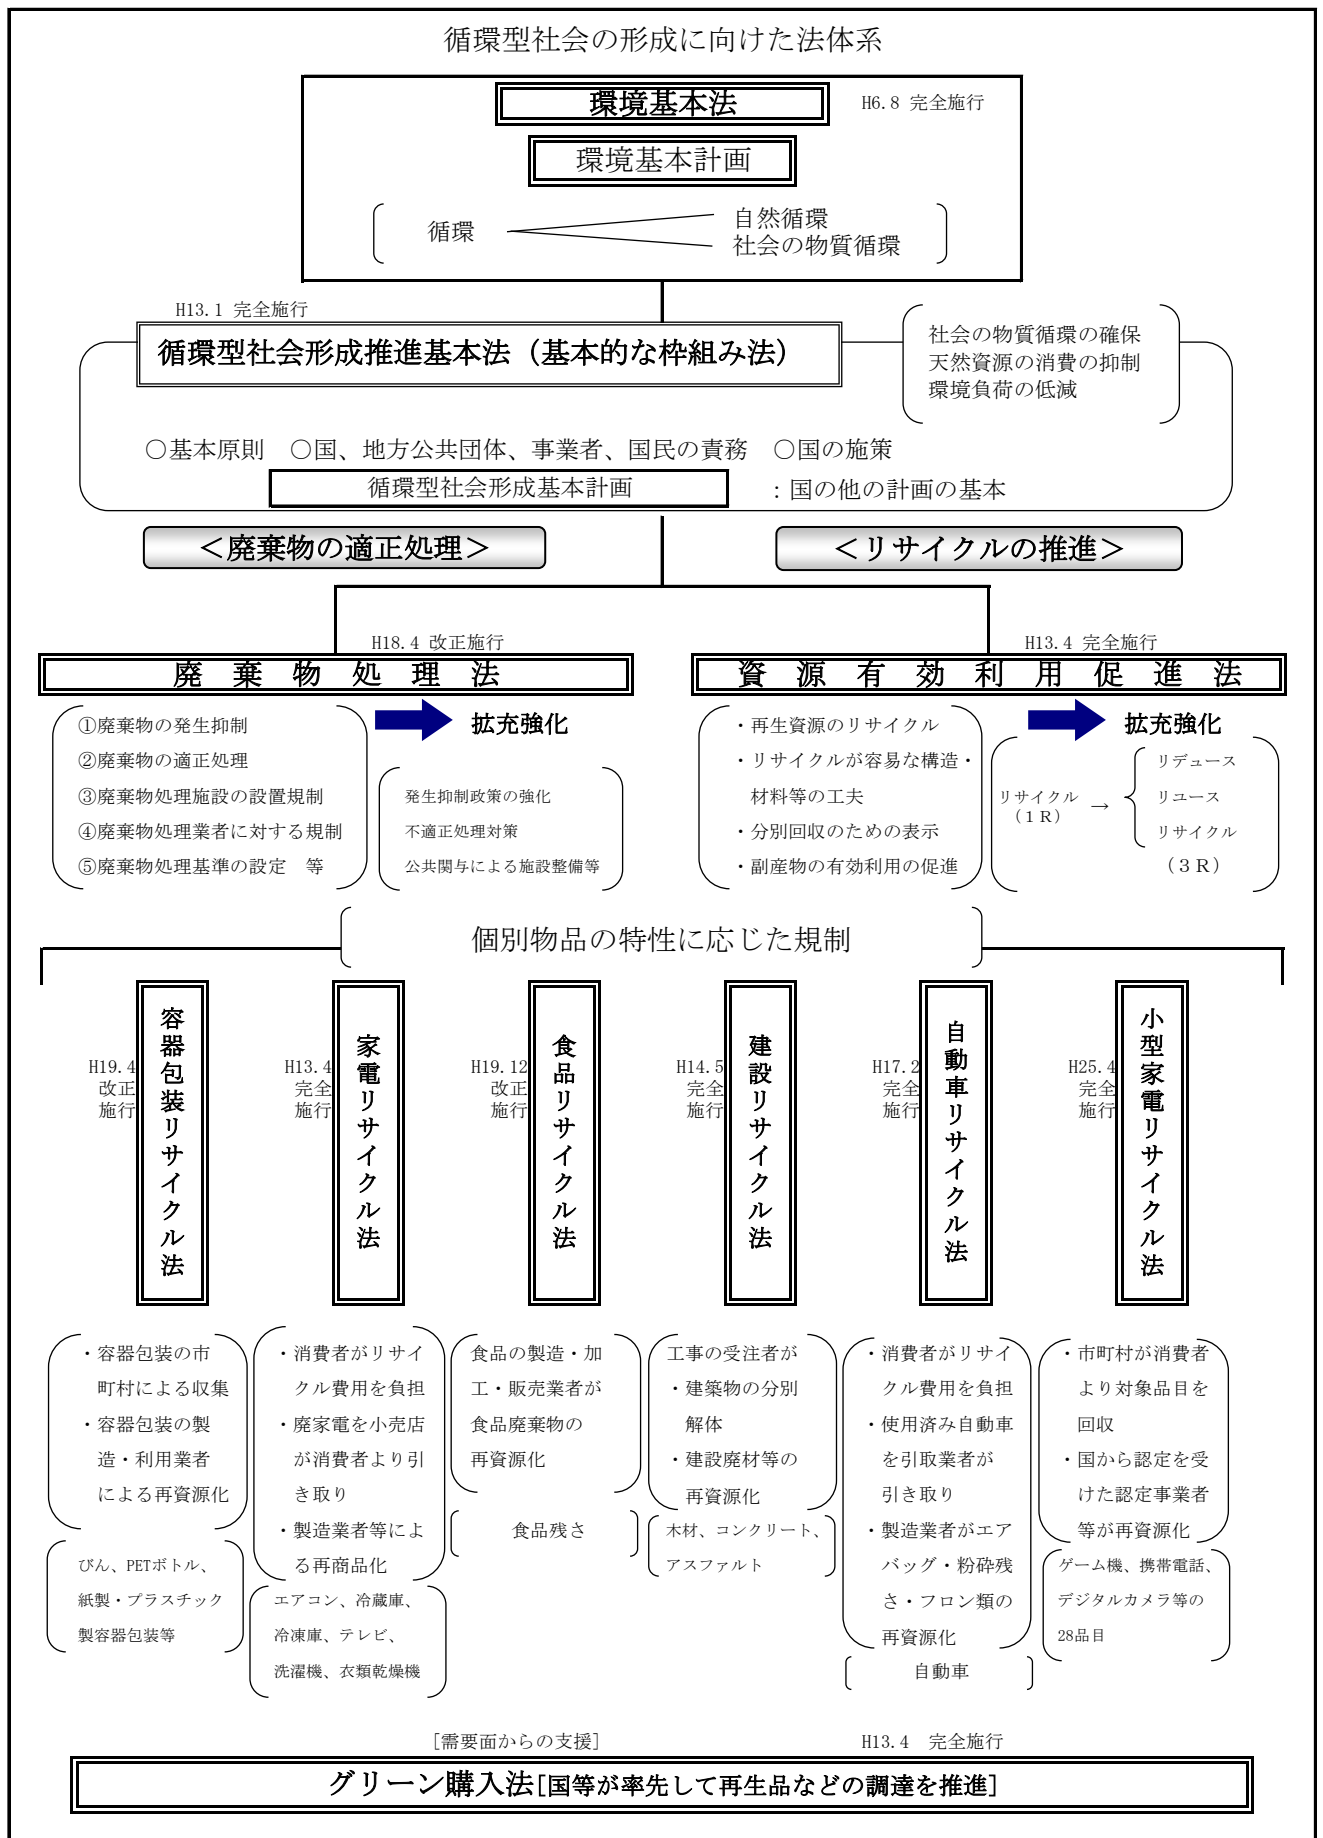 循環型社会の形成に向けた法体系
環境基本法
H6.8 完全施行
環境基本計画
循環
自然循環
社会の物質循環
H13.1 完全施行
循環型社会形成推進基本法（基本的な枠組み法）
社会の物質循環の確保
天然資源の消費の抑制
環境負荷の低減
○基本原則　○国、地方公共団体、事業者、国民の責務　○国の施策
循環型社会形成基本計画
：国の他の計画の基本
＜廃棄物の適正処理＞
＜リサイクルの推進＞
H18.4 改正施行
廃棄物処理法
①廃棄物の発生抑制
②廃棄物の適正処理
③廃棄物処理施設の設置規制
④廃棄物処理業者に対する規制
⑤廃棄物処理基準の設定　等
拡充強化
発生抑制政策の強化
不適正処理対策
公共関与による施設整備等
H13.4 完全施行
資源有効利用促進法
・再生資源のリサイクル
・リサイクルが容易な構造・
材料等の工夫
・分別回収のための表示
・副産物の有効利用の促進
拡充強化
リサイクル
（１Ｒ）
→
リデュース
リユース
リサイクル
（３Ｒ）
個別物品の特性に応じた規制
H19.4
改正
施行
容器包装リサイクル法
H13.4
完全
施行
家電リサイクル法
H19.12
改正
施行
食品リサイクル法
H14.5
完全
施行
建設リサイクル法
H17.2
完全
施行
自動車リサイクル法
H25.4
完全
施行
小型家電リサイクル法
・容器包装の市
町村による収集
・容器包装の製
造・利用業者
による再資源化
びん、PETボトル、
紙製・プラスチック
製容器包装等
・消費者がリサイ
クル費用を負担
・廃家電を小売店
が消費者より引
き取り
・製造業者等によ
る再商品化
エアコン、冷蔵庫、
冷凍庫、テレビ、
洗濯機、衣類乾燥機
食品の製造・加
工・販売業者が
食品廃棄物の
再資源化
食品残さ
工事の受注者が
・建築物の分別
解体
・建設廃材等の
再資源化
木材、コンクリート、
アスファルト
・消費者がリサイ
クル費用を負担
・使用済み自動車
を引取業者が
引き取り
・製造業者がエア
バッグ・粉砕残
さ・フロン類の
再資源化
自動車
・市町村が消費者
より対象品目を
回収
・国から認定を受
けた認定事業者
等が再資源化
ゲーム機、携帯電話、
デジタルカメラ等の
28品目
［需要面からの支援］
H13.4　完全施行
グリーン購入法［国等が率先して再生品などの調達を推進］